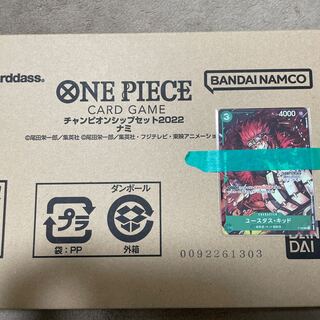 rddass®
ONE PIECE
CARD GAME
BANDAI NAMCO
チャンピオンシップセット2022
ナミ
©尾田栄一郎／集英社 ©尾田栄一郎／集英社・フジテレビ・東映アニメーショ
3
4000
CHARACTER
ユースタス・キッド
ダンボール
プラ
袋：PP
外箱
0092261303
DAI